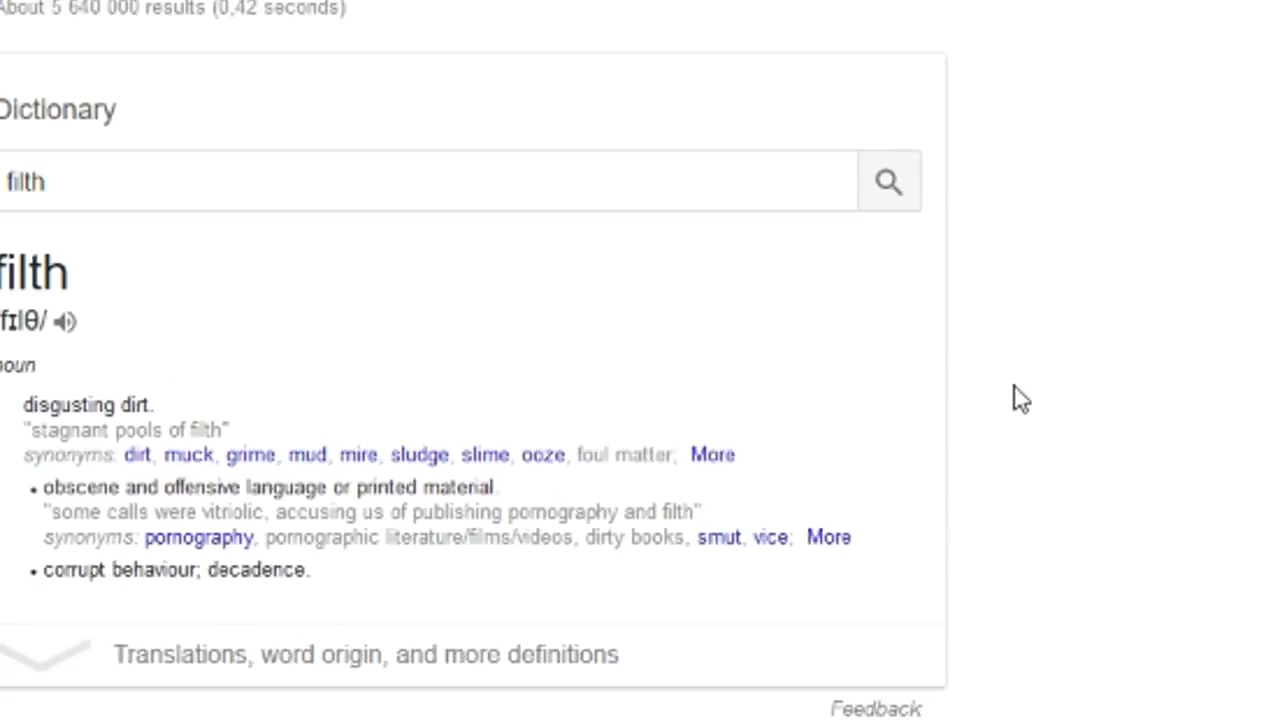 About 5 640 000 results (0,42 seconds)
Dictionary
filth
filth
fɪlθ/
noun
disgusting dirt.
"stagnant pools of filth"
synonyms: dirt, muck, grime, mud, mire, sludge, slime, ooze, foul matter; More
• obscene and offensive language or printed material.
"some calls were vitriolic, accusing us of publishing pornography and filth"
synonyms: pornography, pornographic literature/films/videos, dirty books, smut, vice; More
• corrupt behaviour; decadence.
Translations, word origin, and more definitions
Feedback